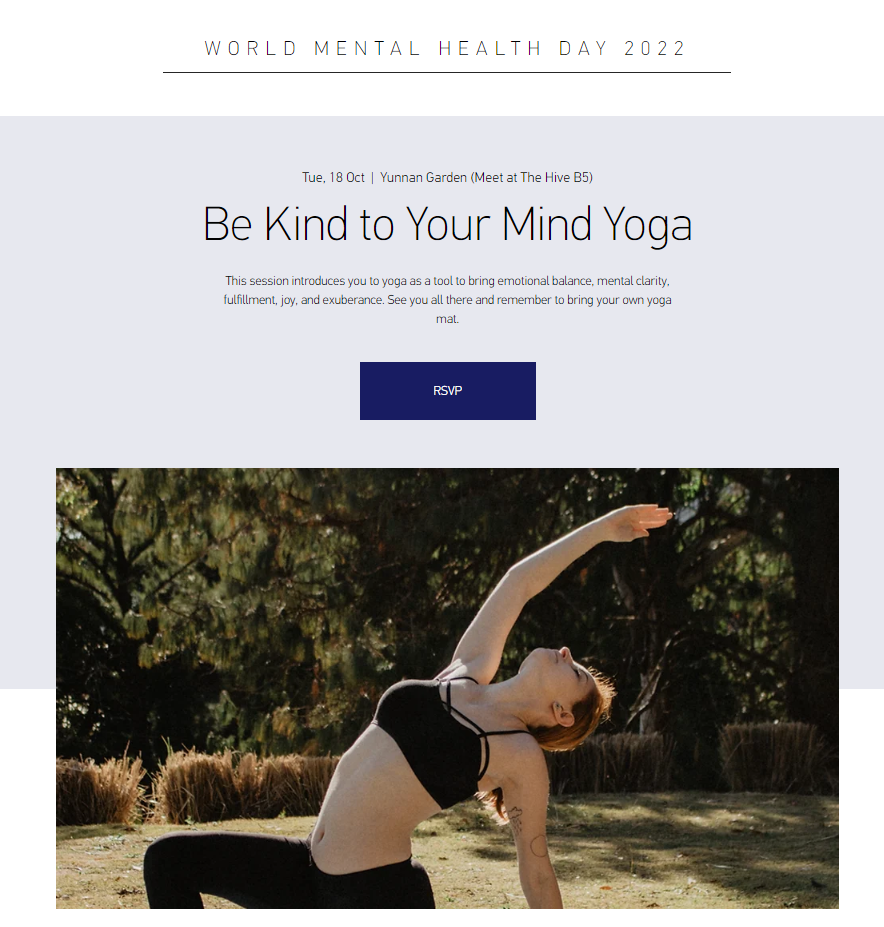 WORLD MENTAL HEALTH DAY 2022
Tue, 18 Oct | Yunnan Garden (Meet at The Hive B5)
Be Kind to Your Mind Yoga
This session introduces you to yoga as a tool to bring emotional balance, mental clarity,
fulfillment, joy, and exuberance. See you all there and remember to bring your own yoga
mat.
RSVP